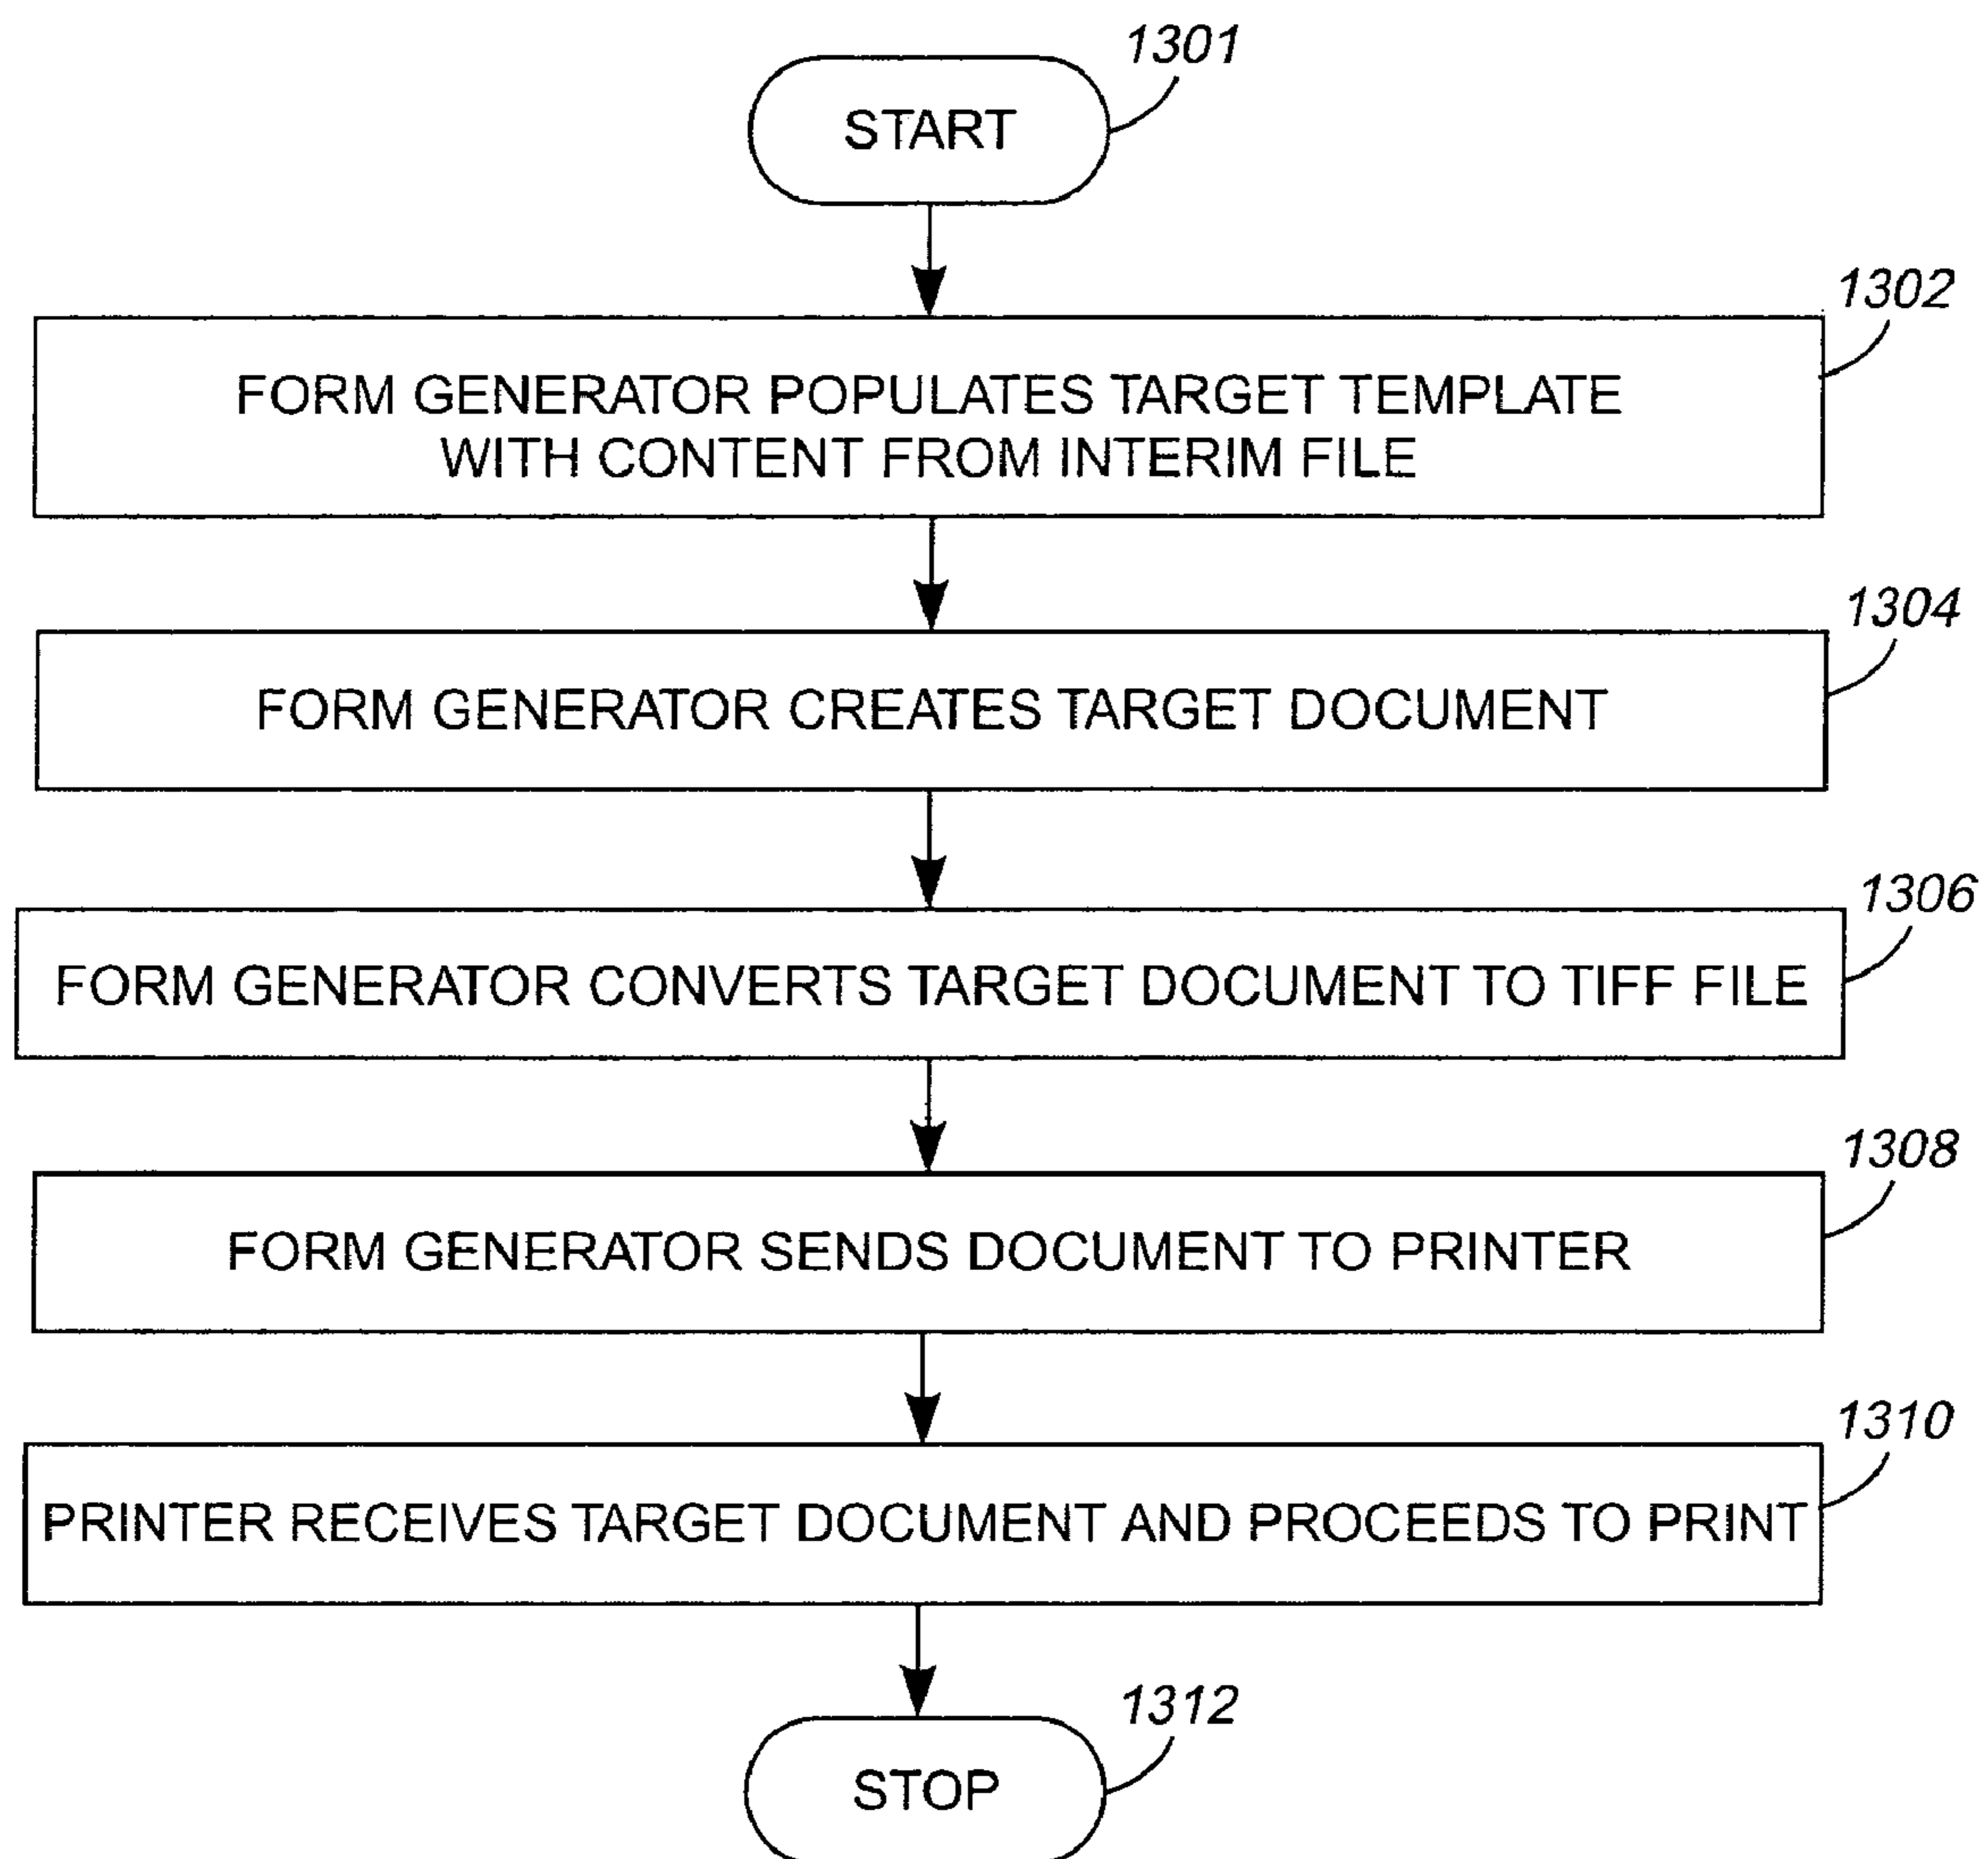 1301
START
1302
FORM GENERATOR POPULATES TARGET TEMPLATE
WITH CONTENT FROM INTERIM FILE
1304
FORM GENERATOR CREATES TARGET DOCUMENT
1306
FORM GENERATOR CONVERTS TARGET DOCUMENT TO TIFF FILE
1308
FORM GENERATOR SENDS DOCUMENT TO PRINTER
1310
PRINTER RECEIVES TARGET DOCUMENT AND PROCEEDS TO PRINT
1312
STOP